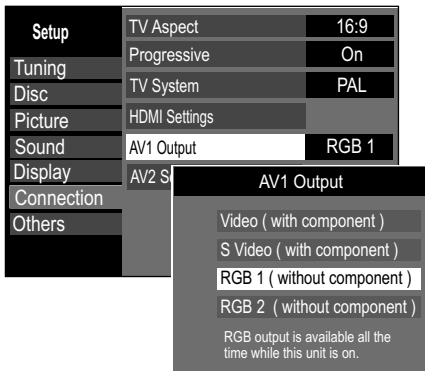 Setup
Tuning
Disc
Picture
Sound
Display
Connection
Others
TV Aspect 16:9
Progressive On
TV System PAL
HDMI Settings
AV1 Output RGB 1
AV2 S
AV1 Output
Video ( with component )
S Video ( with component )
RGB 1 ( without component )
RGB 2 ( without component )
RGB output is available all the
time while this unit is on.